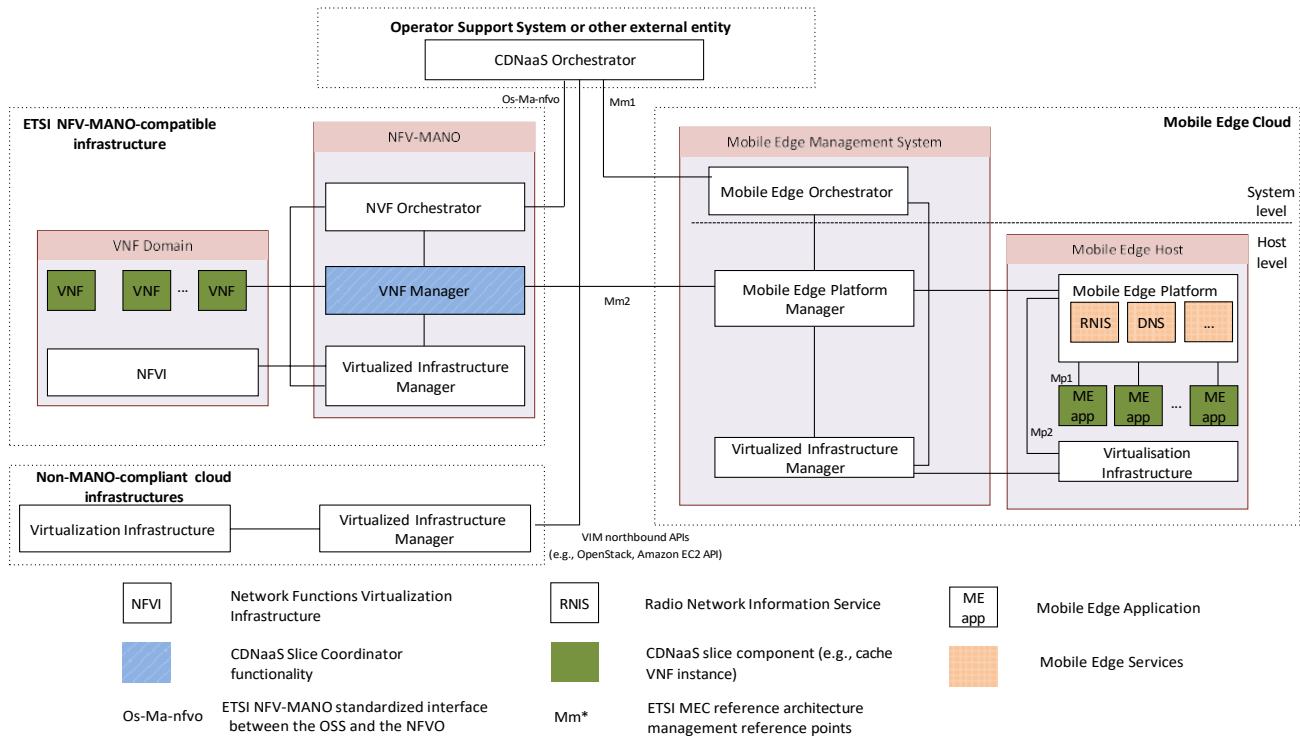 Operator Support System or other external entity
CDNaaS Orchestrator
Os-Ma-nfvo
Mm1
ETSI NFV-MANO-compatible
infrastructure
NFV-MANO
NVF Orchestrator
VNF Domain
VNF
VNF
...
VNF
VNF Manager
NFVI
Virtualized Infrastructure
Manager
Mm2
Mobile Edge Cloud
Mobile Edge Management System
Mobile Edge Orchestrator
System
level
Host
level
Mobile Edge Host
Mobile Edge Platform
Manager
Mobile Edge Platform
RNIS
DNS
...
Mp1
ME
app
ME
app
...
ME
app
Mp2
Virtualized Infrastructure
Manager
Virtualisation
Infrastructure
Non-MANO-compliant cloud
infrastructures
Virtualization Infrastructure
Virtualized Infrastructure
Manager
VIM northbound APIs
(e.g., OpenStack, Amazon EC2 API)
NFVI
Network Functions Virtualization
Infrastructure
RNIS
Radio Network Information Service
ME
app
Mobile Edge Application
CDNaaS Slice Coordinator
functionality
CDNaaS slice component (e.g., cache
VNF instance)
Mobile Edge Services
Os-Ma-nfvo
ETSI NFV-MANO standardized interface
between the OSS and the NFVO
Mm*
ETSI MEC reference architecture
management reference points